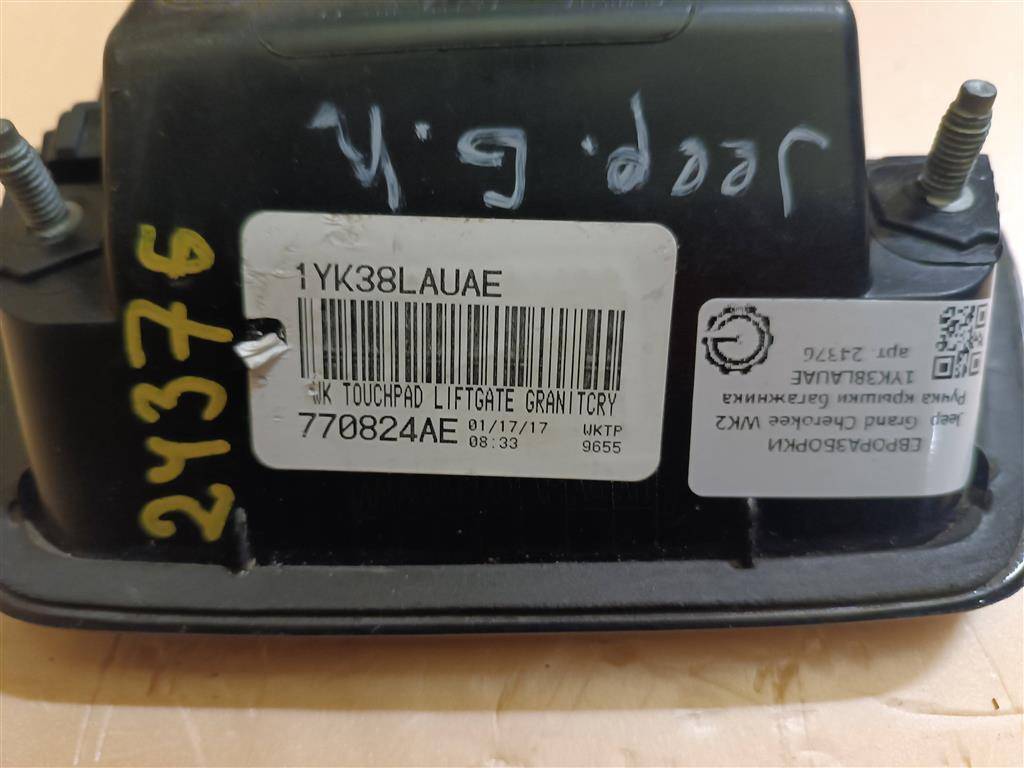 Jeep. G.
24376
1YK38LAUAE
WK TOUCHPAD LIFTGATE GRANITCRY
770824AE 01/17/17 WKTP
08:33 9655
ЕВРОРАЗБОРКИ
Jeep Grand Cherokee WK2
Ручка крышки багажника
1YK38LAUAE
арт. 24376